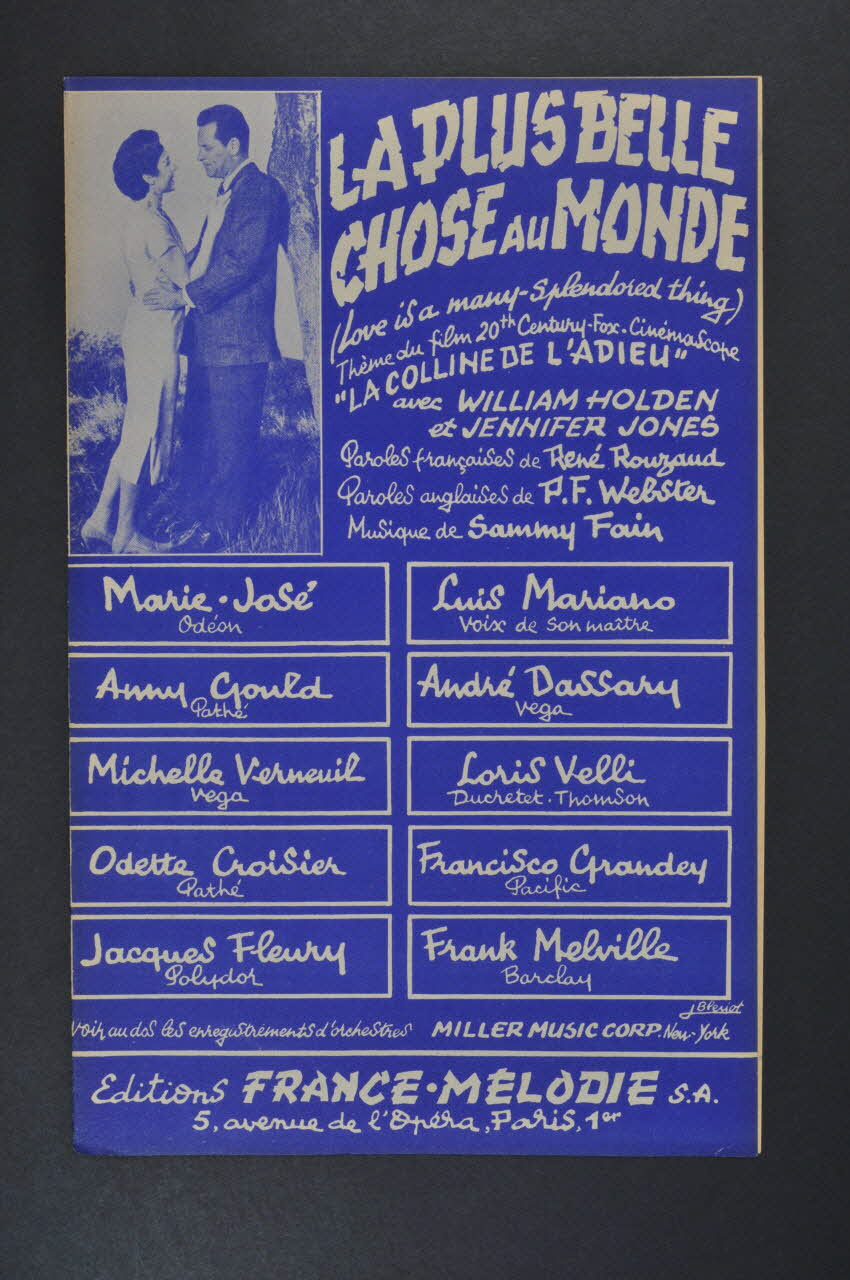 LA PLUS BELLE
CHOSE AU MONDE
(Love is a many-splendored thing)
Thème du film 20th Century-Fox. Cinémascope
"LA COLLINE DE L'ADIEU"
avec WILLIAM HOLDEN
et JENNIFER JONES
Paroles françaises de René Rouzaud
Paroles anglaises de P.F. Webster
Musique de Sammy Fain
Marie-José
Odéon
Luis Mariano
Voix de son maître
Anny Gould
Pathé
André Dassary
Vega
Michelle Verneuil
Vega
Loris Velli
Ducretet-Thomson
Odette Croisier
Pathé
Francisco Grandey
Pacific
Jacques Fleury
Polydor
Frank Melville
Barclay
J Bleriot
Voir au dos les enregistrements d'orchestres
MILLER MUSIC CORP. New-York
Editions FRANCE-MÉLODIE S.A.
5, avenue de l'Opéra, Paris, 1er